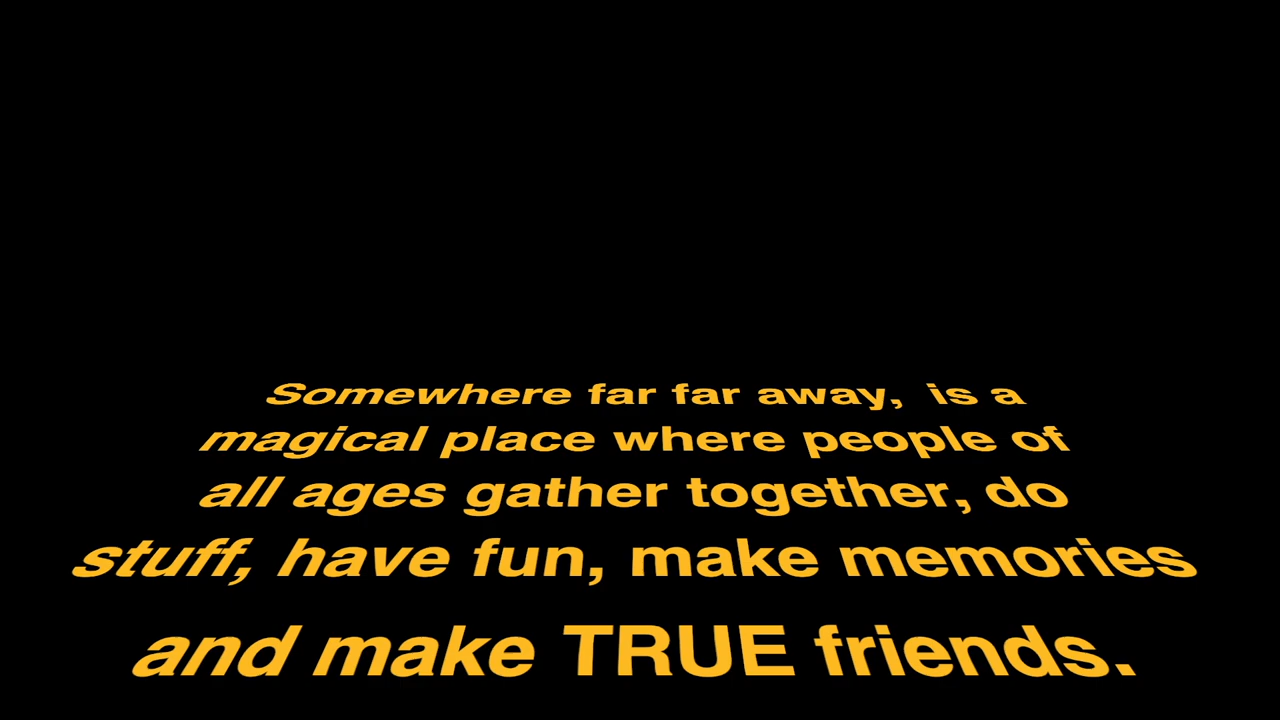 Somewhere far far away,  is a
magical place where people of
all ages gather together, do
stuff, have fun, make memories
and make TRUE friends.